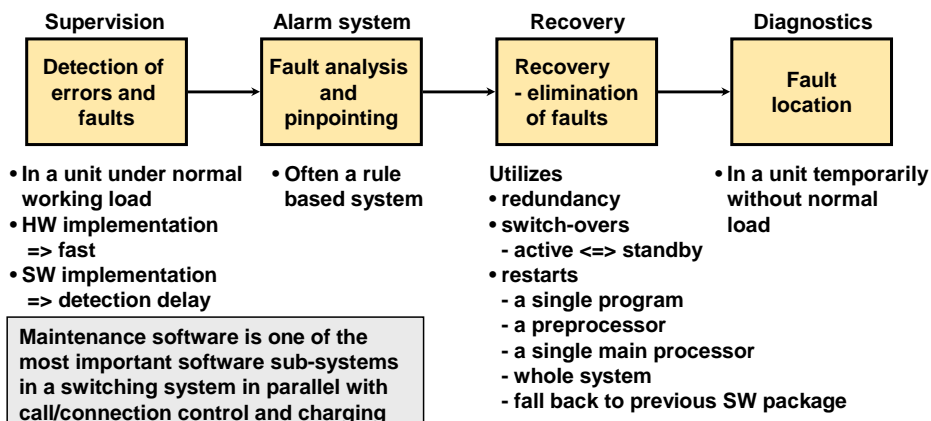 Supervision
Alarm system
Recovery
Diagnostics
Detection of
errors and
faults
Fault analysis
and
pinpointing
Recovery
- elimination
of faults
Fault
location
• In a unit under normal
working load
• HW implementation
=> fast
• SW implementation
=> detection delay
• Often a rule
based system
Utilizes
• redundancy
• switch-overs
- active <=> standby
• restarts
- a single program
- a preprocessor
- a single main processor
- whole system
- fall back to previous SW package
• In a unit temporarily
without normal
load
Maintenance software is one of the
most important software sub-systems
in a switching system in parallel with
call/connection control and charging